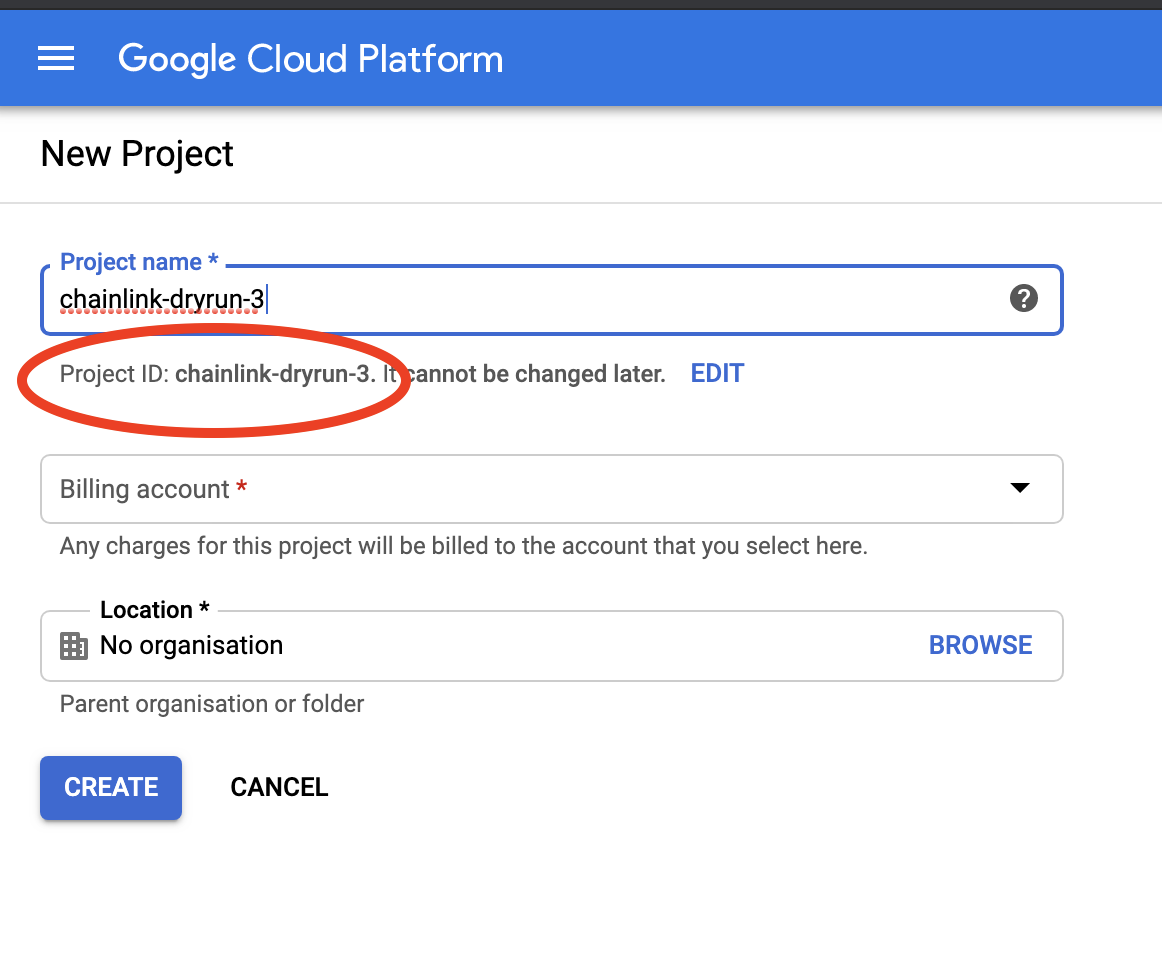 Google Cloud Platform
New Project
Project name *
chainlink-dryrun-3
?
Project ID: chainlink-dryrun-3. It cannot be changed later. EDIT
Billing account *
Any charges for this project will be billed to the account that you select here.
Location *
No organisation BROWSE
Parent organisation or folder
CREATE CANCEL